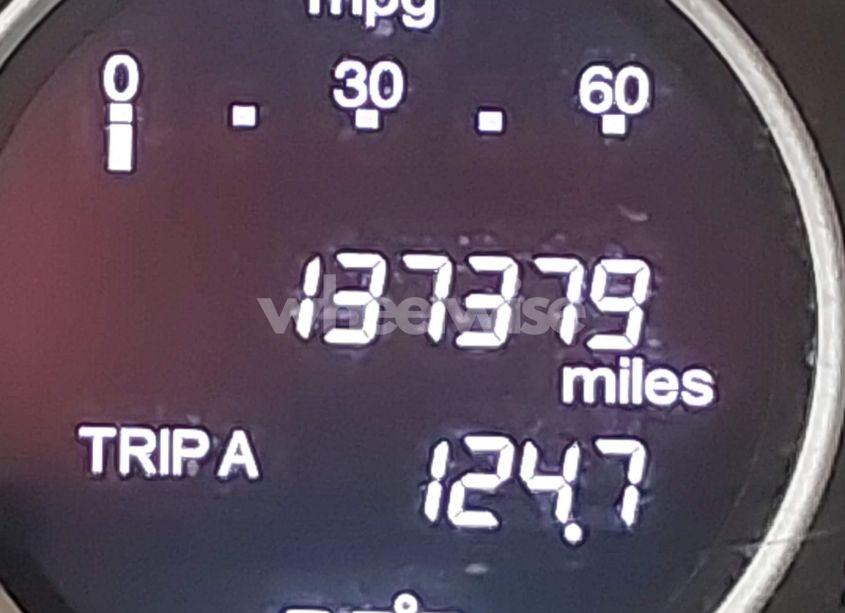 mpg
0 30 60
137379
wheelwise
miles
TRIP A 124.7